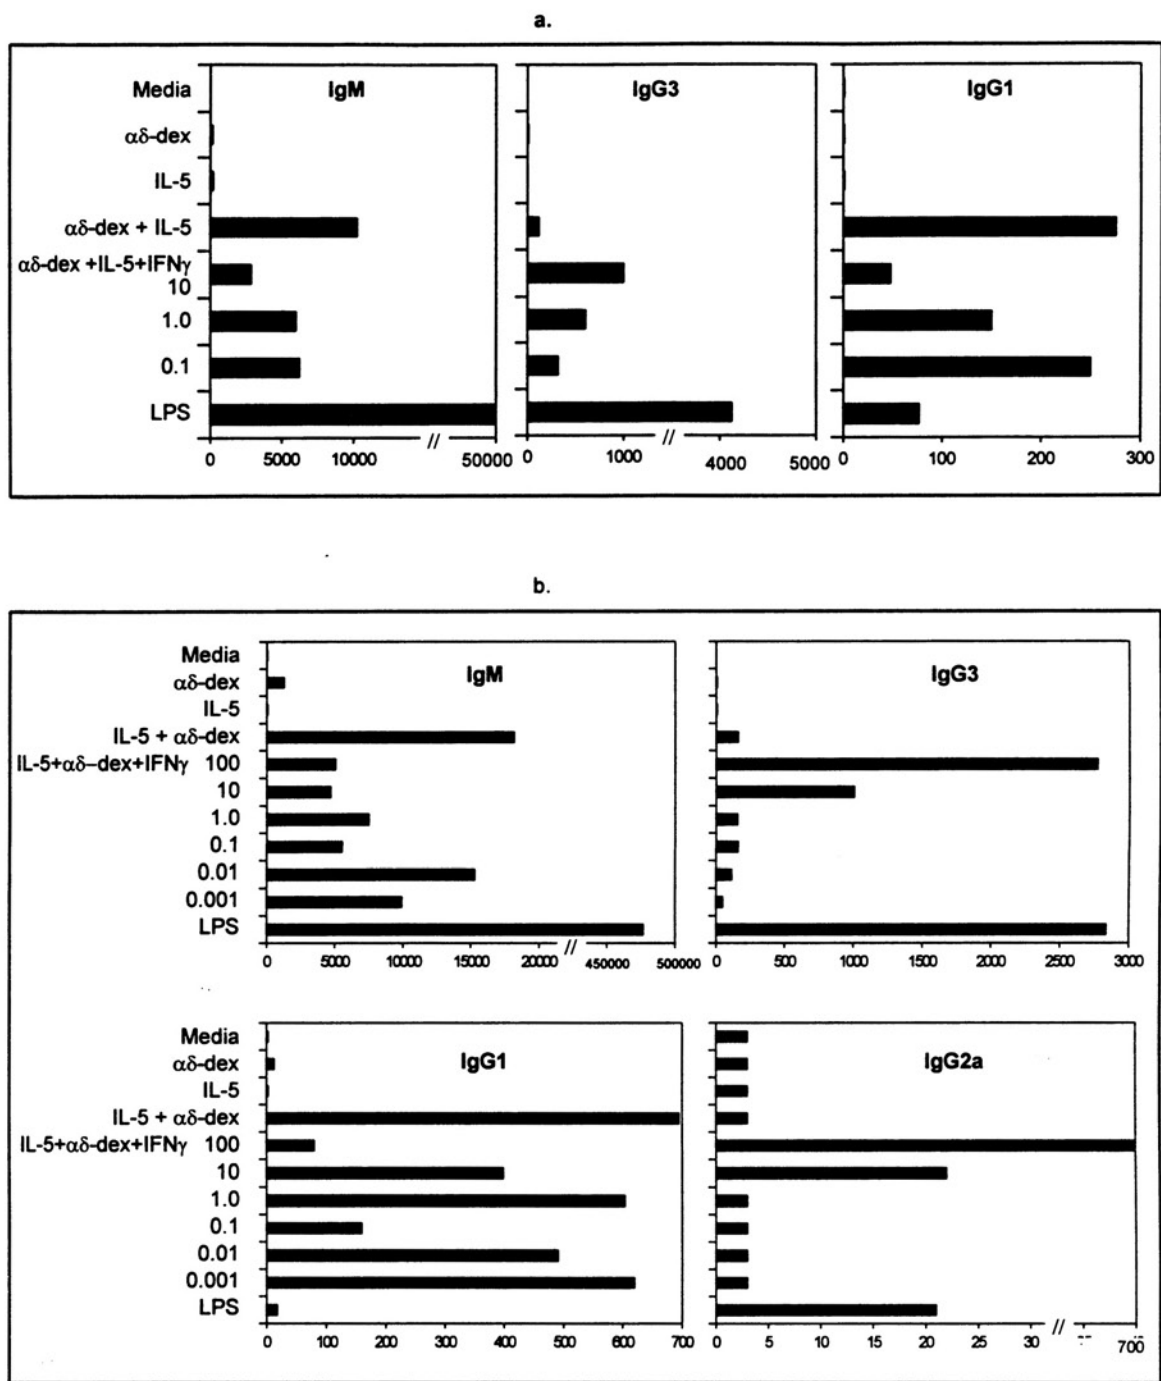 a.
IgM IgG3 IgG1
Media
αδ-dex
IL-5
αδ-dex + IL-5
αδ-dex +IL-5+IFNγ
10
1.0
0.1
LPS
0 5000 10000 // 50000 0 1000 // 4000 5000 0 100 200 300
b.
IgM IgG3
Media
αδ-dex
IL-5
IL-5 + αδ-dex
IL-5+αδ–dex+IFNγ 100
10
1.0
0.1
0.01
0.001
LPS
0 5000 10000 15000 20000 // 450000 500000 0 500 1000 1500 2000 2500 3000
IgG1 IgG2a
Media
αδ-dex
IL-5
IL-5 + αδ-dex
IL-5+αδ-dex+IFNγ 100
10
1.0
0.1
0.01
0.001
LPS
0 100 200 300 400 500 600 700 0 5 10 15 20 30 // 700